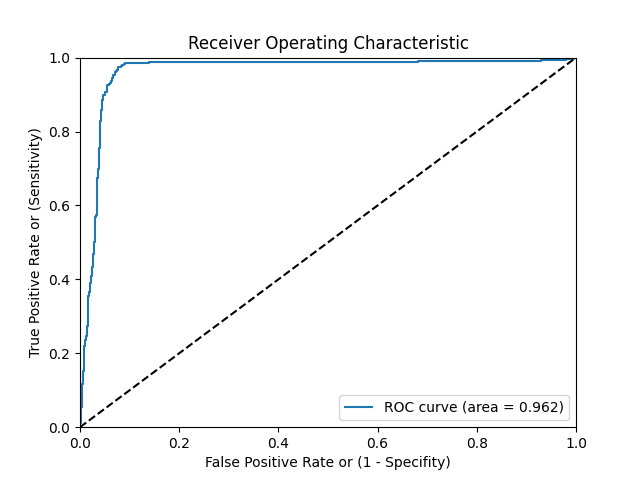 Receiver Operating Characteristic
1.0
0.8
0.6
0.4
0.2
0.0
True Positive Rate or (Sensitivity)
ROC curve (area = 0.962)
0.0 0.2 0.4 0.6 0.8 1.0
False Positive Rate or (1 - Specifity)